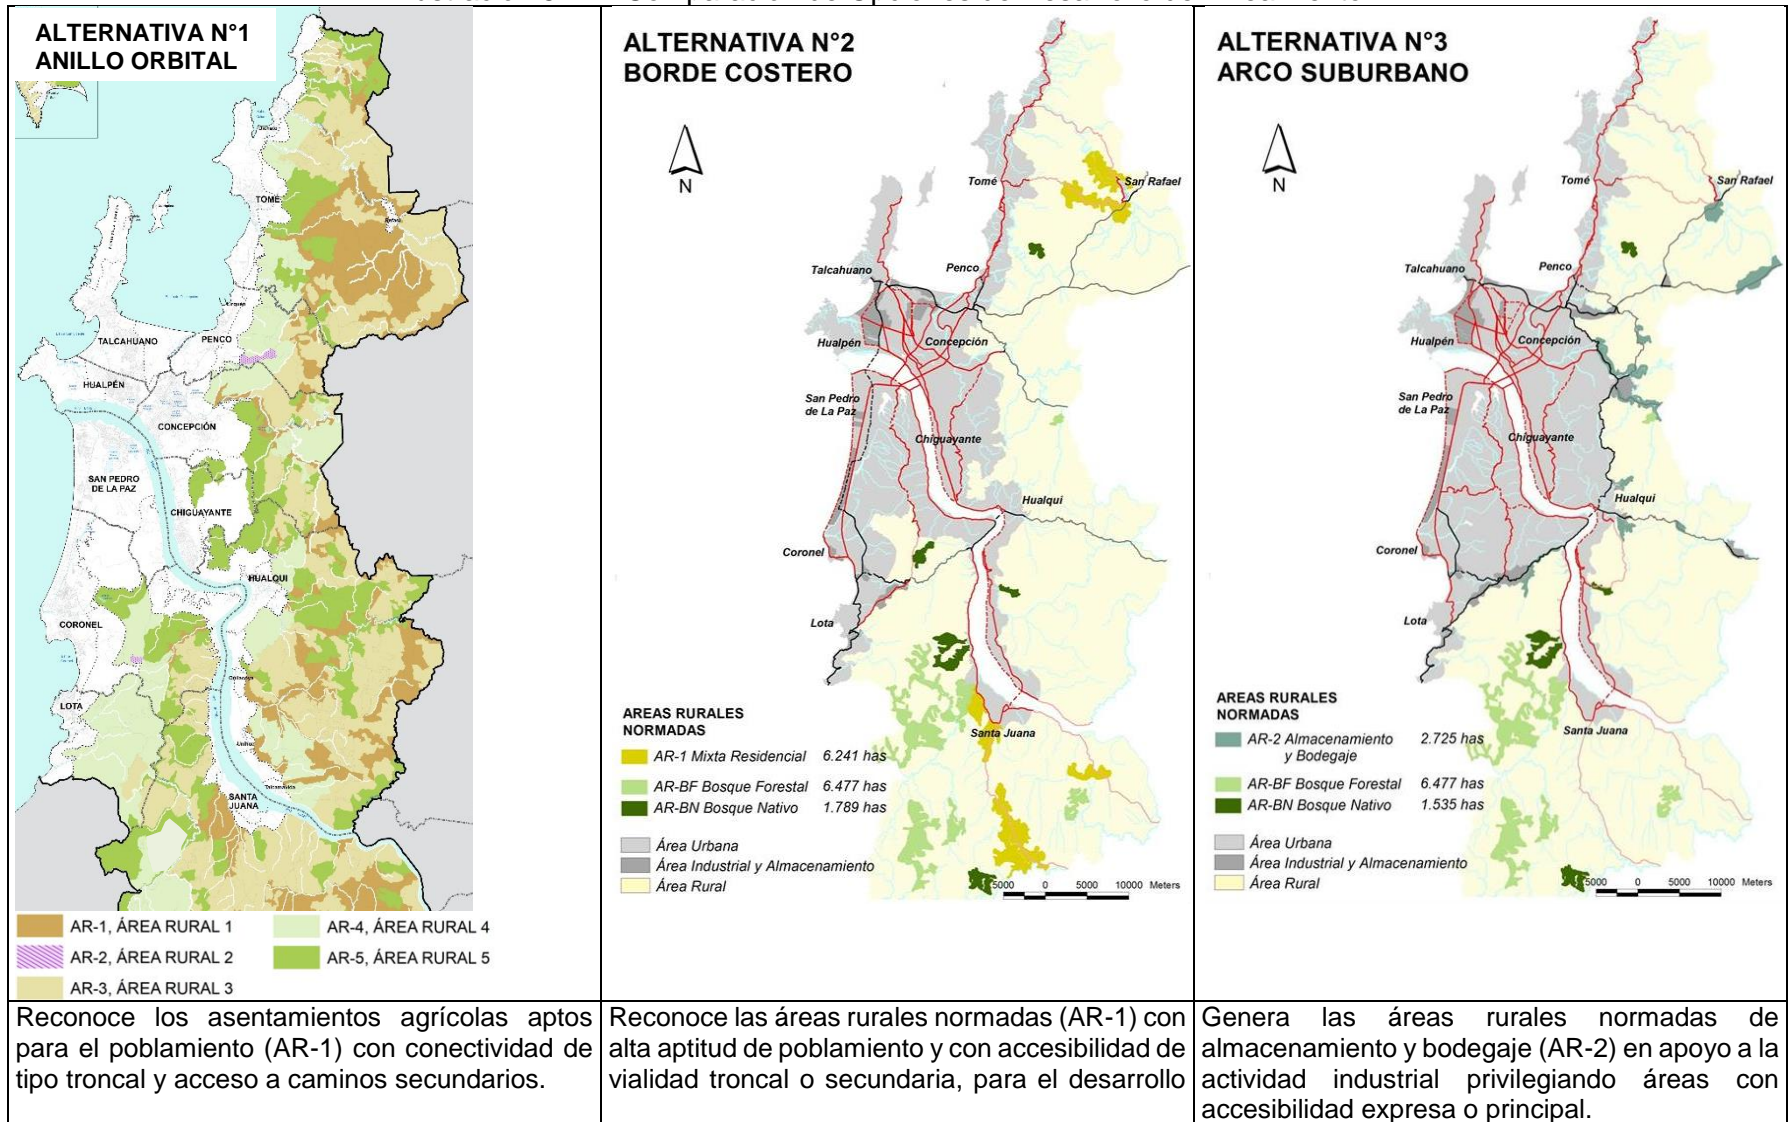 ALTERNATIVA N°1
ANILLO ORBITAL
TOMÉ
TALCAHUANO
PENCO
HUALPÉN
CONCEPCIÓN
SAN PEDRO
DE LA PAZ
CHIGUAYANTE
HUALQUI
CORONEL
LOTA
SANTA
JUANA
AR-1, ÁREA RURAL 1
AR-2, ÁREA RURAL 2
AR-3, ÁREA RURAL 3
AR-4, ÁREA RURAL 4
AR-5, ÁREA RURAL 5
Reconoce los asentamientos agrícolas aptos
para el poblamiento (AR-1) con conectividad de
tipo troncal y acceso a caminos secundarios.
ALTERNATIVA N°2
BORDE COSTERO
N
Tomé
San Rafael
Talcahuano
Penco
Hualpén
Concepción
San Pedro
de La Paz
Chiguayante
Hualqui
Coronel
Lota
Santa Juana
AREAS RURALES
NORMADAS
AR-1 Mixta Residencial 6.241 has
AR-BF Bosque Forestal 6.477 has
AR-BN Bosque Nativo 1.789 has
Área Urbana
Área Industrial y Almacenamiento
Área Rural
5000 0 5000 10000 Meters
Reconoce las áreas rurales normadas (AR-1) con
alta aptitud de poblamiento y con accesibilidad de
vialidad troncal o secundaria, para el desarrollo
ALTERNATIVA N°3
ARCO SUBURBANO
N
Tomé
San Rafael
Talcahuano
Penco
Hualpén
Concepción
San Pedro
de La Paz
Chiguayante
Hualqui
Coronel
Lota
Santa Juana
AREAS RURALES
NORMADAS
AR-2 Almacenamiento 2.725 has
y Bodegaje
AR-BF Bosque Forestal 6.477 has
AR-BN Bosque Nativo 1.535 has
Área Urbana
Área Industrial y Almacenamiento
Área Rural
5000 0 5000 10000 Meters
Genera las áreas rurales normadas de
almacenamiento y bodegaje (AR-2) en apoyo a la
actividad industrial privilegiando áreas con
accesibilidad expresa o principal.